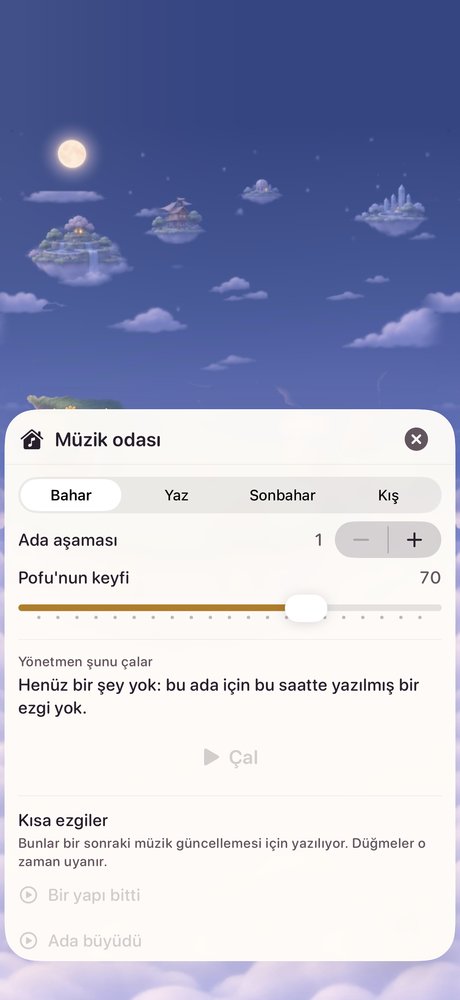 Müzik odası
Bahar Yaz Sonbahar Kış
Ada aşaması 1
Pofu'nun keyfi 70
Yönetmen şunu çalar
Henüz bir şey yok: bu ada için bu saatte yazılmış bir
ezgi yok.
Çal
Kısa ezgiler
Bunlar bir sonraki müzik güncellemesi için yazılıyor. Düğmeler o
zaman uyanır.
Bir yapı bitti
Ada büyüdü